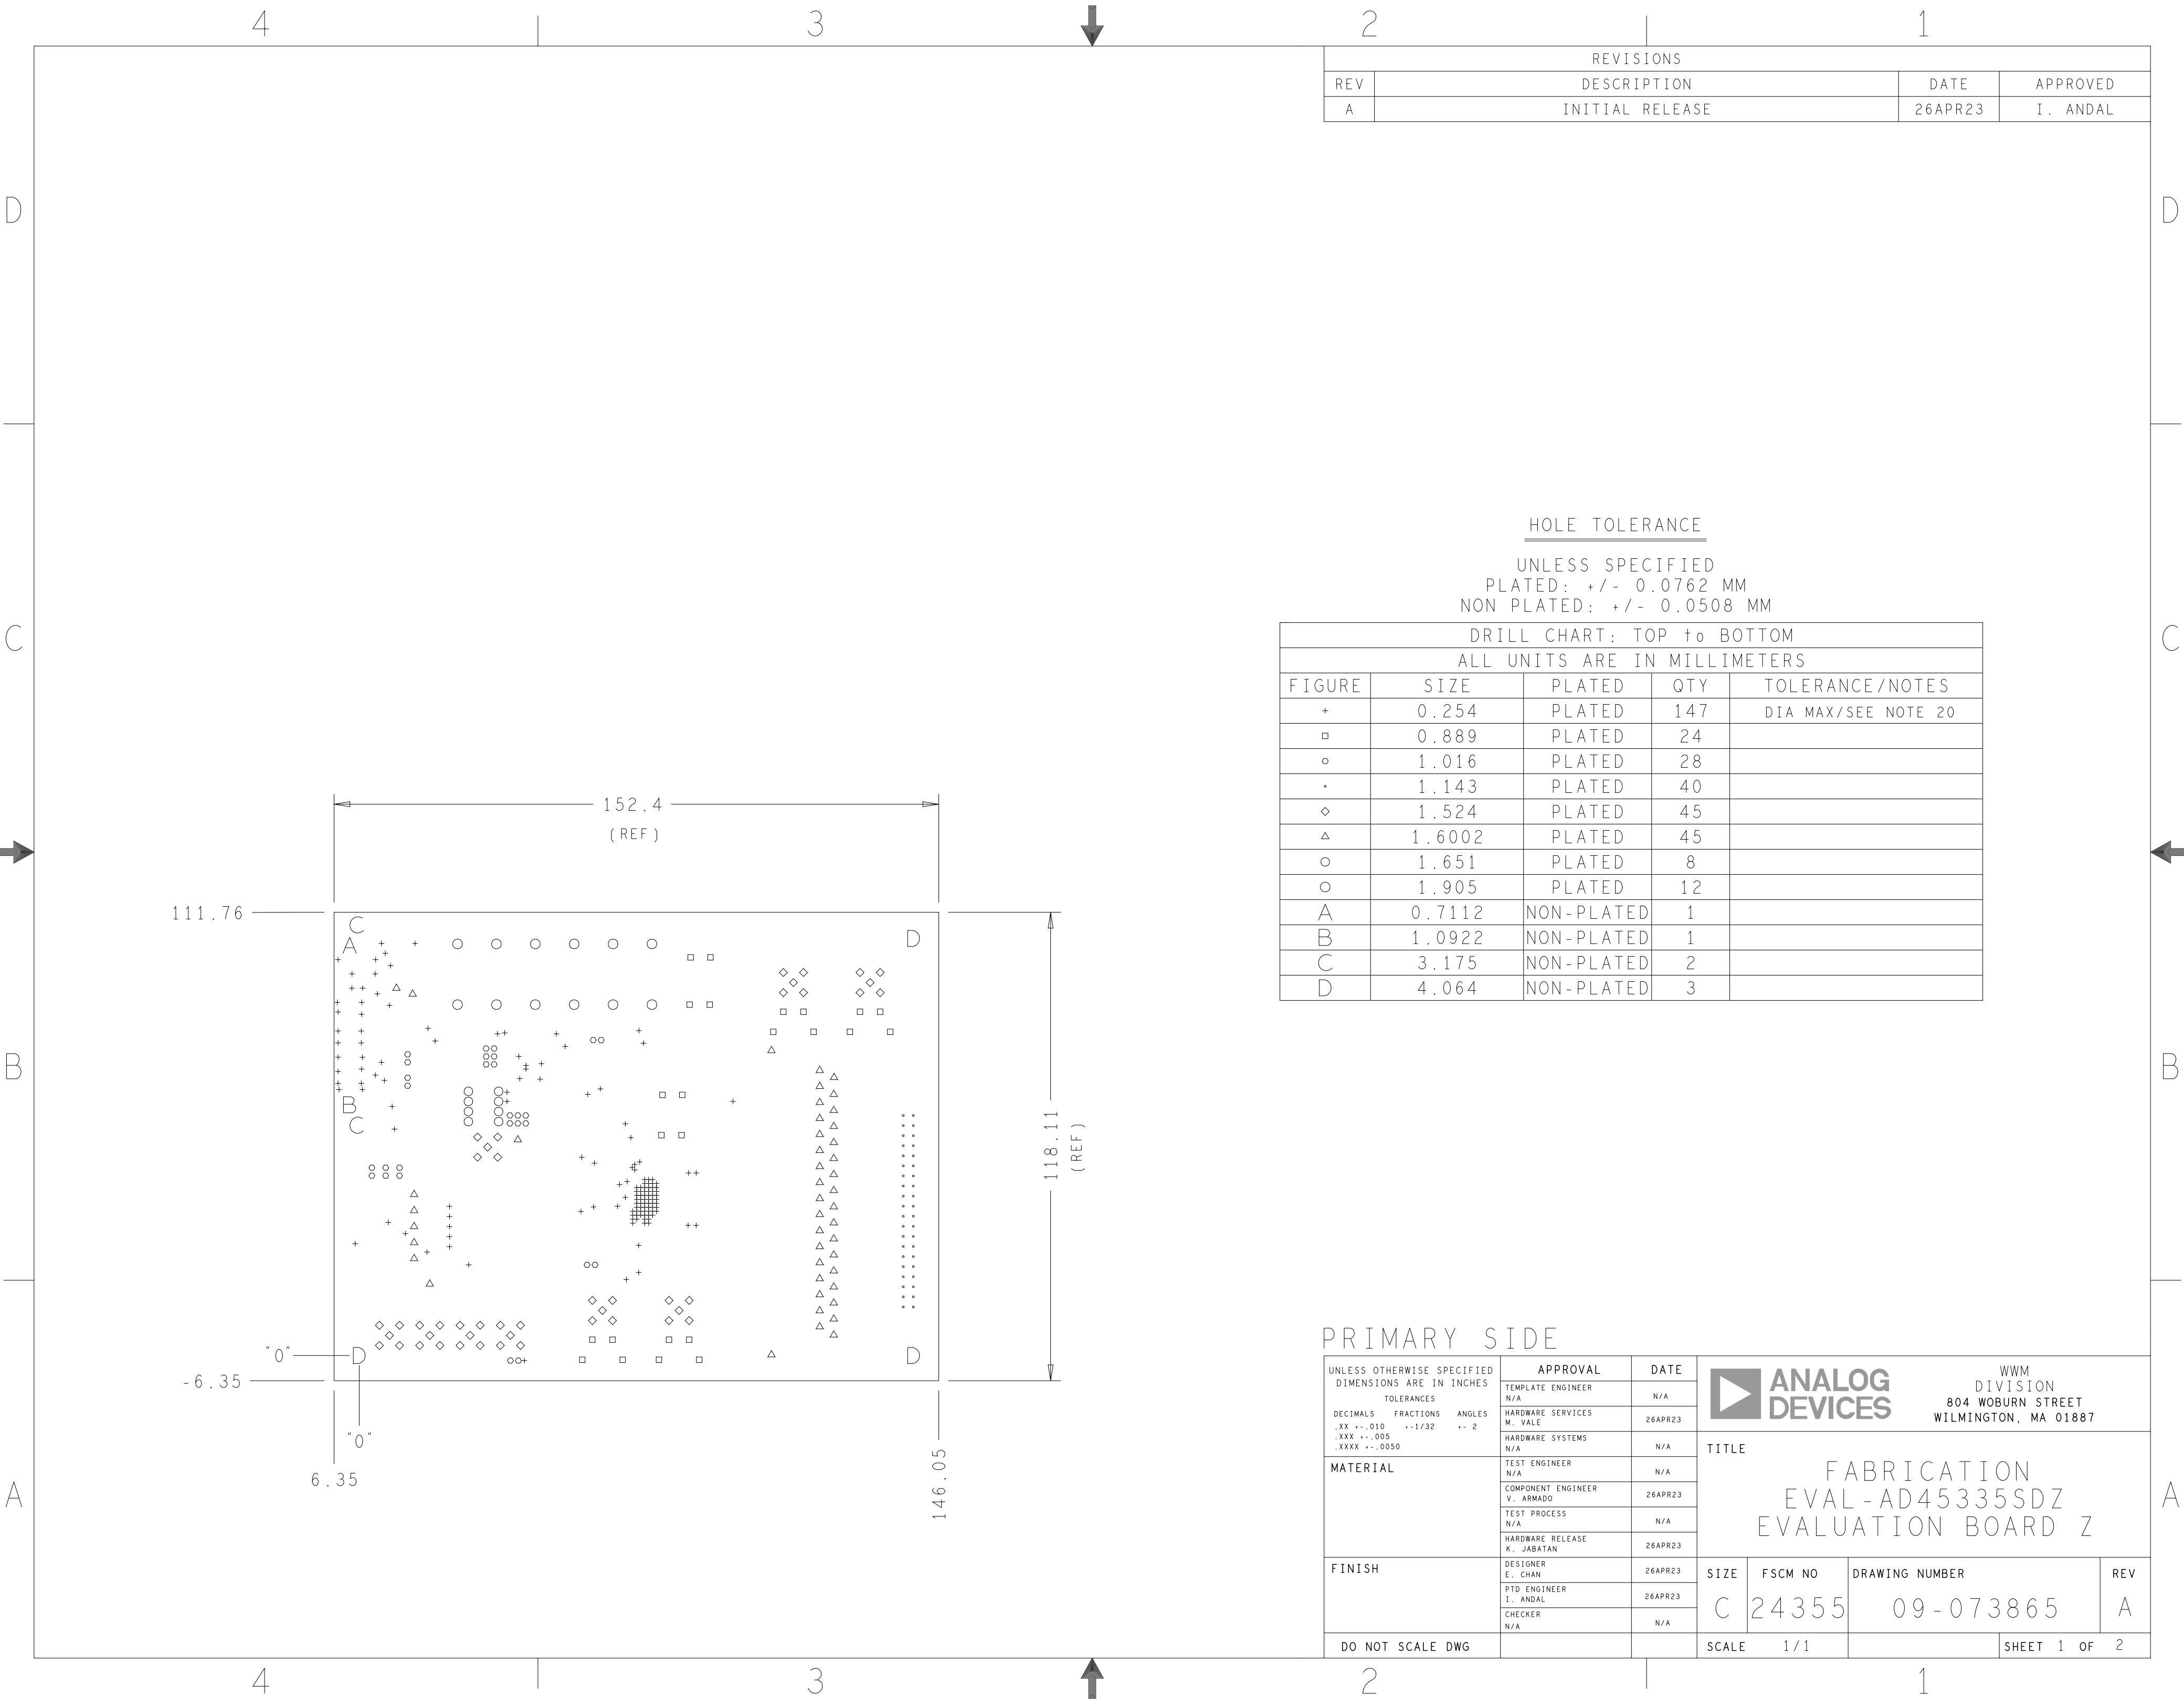 4 3 2 1
REVISIONS
REV DESCRIPTION DATE APPROVED
A INITIAL RELEASE 26APR23 I. ANDAL
D D
HOLE TOLERANCE
UNLESS SPECIFIED
PLATED: +/- 0.0762 MM
NON PLATED: +/- 0.0508 MM
C C
DRILL CHART: TOP to BOTTOM
ALL UNITS ARE IN MILLIMETERS
FIGURE SIZE PLATED QTY TOLERANCE/NOTES
+ 0.254 PLATED 147 DIA MAX/SEE NOTE 20
0.889 PLATED 24
1.016 PLATED 28
1.143 PLATED 40
1.524 PLATED 45
1.6002 PLATED 45
1.651 PLATED 8
1.905 PLATED 12
A 0.7112 NON-PLATED 1
B 1.0922 NON-PLATED 1
C 3.175 NON-PLATED 2
D 4.064 NON-PLATED 3
152.4
(REF)
111.76
C
A
D
B B
B
C
118.11
(REF)
"0"
D
D
-6.35
"0"
6.35
146.05
PRIMARY SIDE
UNLESS OTHERWISE SPECIFIED
DIMENSIONS ARE IN INCHES
TOLERANCES
DECIMALS FRACTIONS ANGLES
.XX +-.010 +-1/32 +- 2
.XXX +-.005
.XXXX +-.0050
MATERIAL
FINISH
DO NOT SCALE DWG
APPROVAL DATE
TEMPLATE ENGINEER
N/A N/A
HARDWARE SERVICES
M. VALE 26APR23
HARDWARE SYSTEMS
N/A N/A
TEST ENGINEER
N/A N/A
COMPONENT ENGINEER
V. ARMADO 26APR23
TEST PROCESS
N/A N/A
HARDWARE RELEASE
K. JABATAN 26APR23
DESIGNER
E. CHAN 26APR23
PTD ENGINEER
I. ANDAL 26APR23
CHECKER
N/A N/A
ANALOG
DEVICES
WWM
DIVISION
804 WOBURN STREET
WILMINGTON, MA 01887
TITLE
FABRICATION
EVAL-AD45335SDZ
EVALUATION BOARD Z
SIZE FSCM NO DRAWING NUMBER REV
C 24355 09-073865 A
SCALE 1/1 SHEET 1 OF 2
A A
4 3 2 1